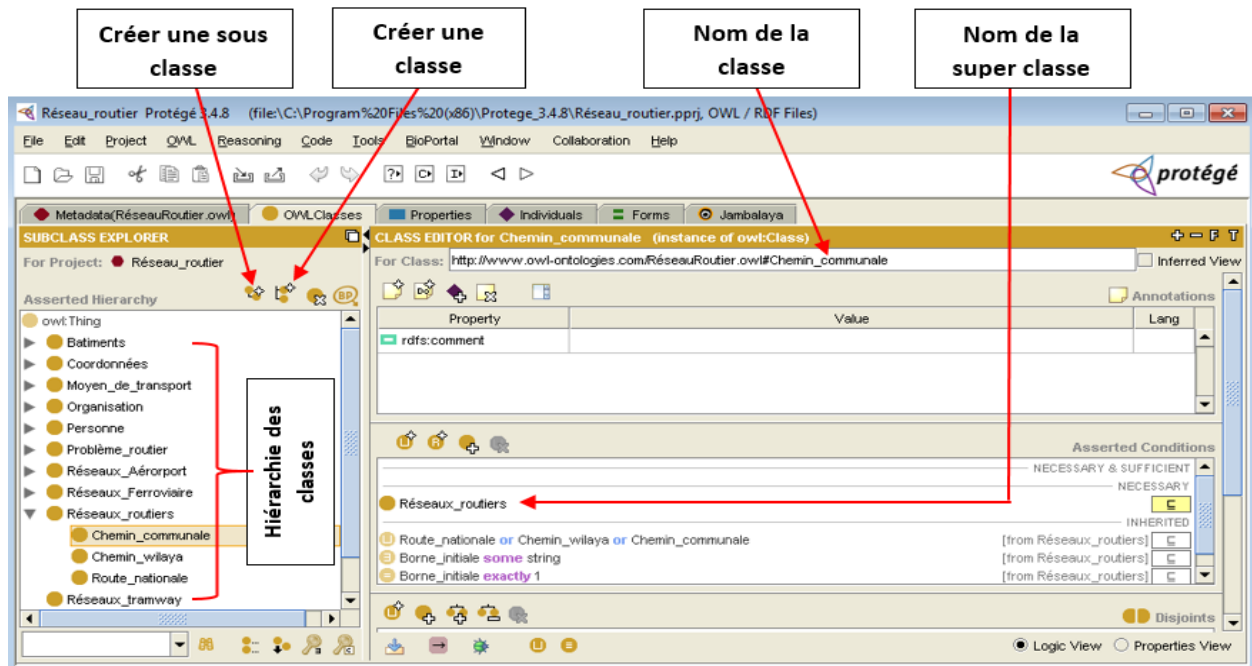 Créer une sous
classe
Créer une
classe
Nom de la
classe
Nom de la
super classe
Réseau_routier Protégé 3.4.8 (file:\C:\Program%20Files%20(x86)\Protege_3.4.8\Réseau_routier.pprj, OWL / RDF Files)
File Edit Project OWL Reasoning Code Tools BioPortal Window Collaboration Help
protégé
Metadata(RéseauRoutier.owl) OWLClasses Properties Individuals Forms Jambalaya
SUBCLASS EXPLORER
CLASS EDITOR for Chemin_communale (instance of owl:Class)
F T
For Project: Réseau_routier
For Class: http://www.owl-ontologies.com/RéseauRoutier.owl#Chemin_communale
Inferred View
Asserted Hierarchy
BP
Annotations
Property Value Lang
rdfs:comment
owl:Thing
Batiments
Coordonnées
Moyen_de_transport
Organisation
Personne
Problème_routier
Réseaux_Aérorport
Réseaux_Ferroviaire
Réseaux_routiers
Chemin_communale
Chemin_wilaya
Route_nationale
Réseaux_tramway
Hiérarchie des
classes
Asserted Conditions
NECESSARY & SUFFICIENT
NECESSARY
Réseaux_routiers
INHERITED
Route_nationale or Chemin_wilaya or Chemin_communale [from Réseaux_routiers]
Borne_initiale some string [from Réseaux_routiers]
Borne_initiale exactly 1 [from Réseaux_routiers]
Disjoints
Logic View Properties View